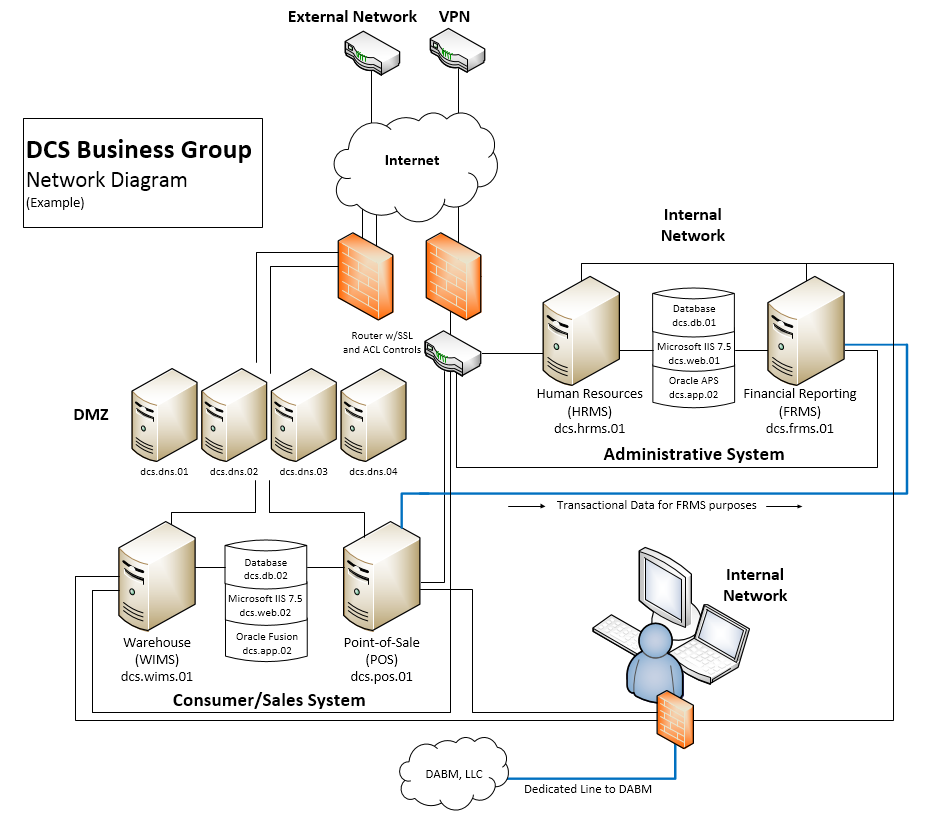 External Network
VPN
DCS Business Group
Network Diagram
(Example)
Internet
Internal
Network
Router w/SSL
and ACL Controls
Database
dcs.db.01
Microsoft IIS 7.5
dcs.web.01
Oracle APS
dcs.app.02
Human Resources
(HRMS)
dcs.hrms.01
Financial Reporting
(FRMS)
dcs.frms.01
Administrative System
DMZ
dcs.dns.01
dcs.dns.02
dcs.dns.03
dcs.dns.04
Transactional Data for FRMS purposes
Database
dcs.db.02
Microsoft IIS 7.5
dcs.web.02
Oracle Fusion
dcs.app.02
Warehouse
(WIMS)
dcs.wims.01
Point-of-Sale
(POS)
dcs.pos.01
Consumer/Sales System
Internal
Network
DABM, LLC
Dedicated Line to DABM